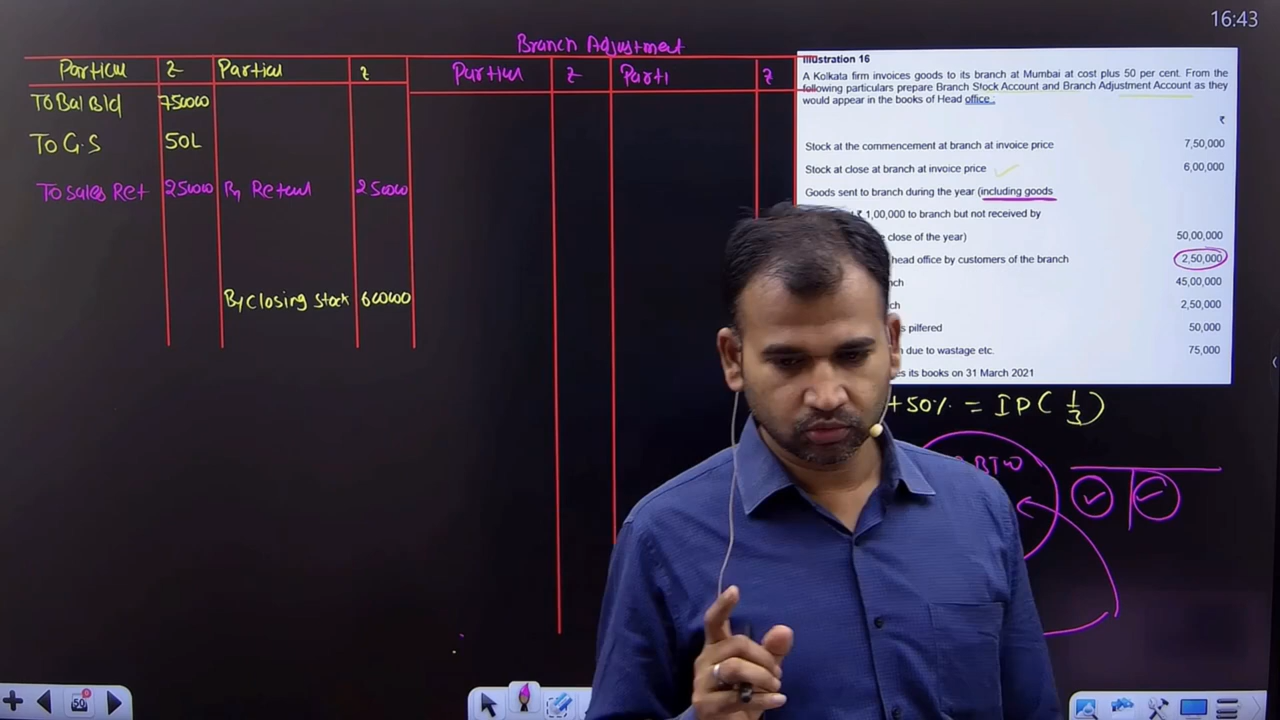 16:43
Branch Adjustment
Particul ₹ Particul ₹
Particul ₹ Parti ₹
To Bal B/d 750000
To G.S 50L
To Sales Ret 250000 By Return 250000
By Closing Stock 600000
Illustration 16
A Kolkata firm invoices goods to its branch at Mumbai at cost plus 50 per cent. From the
following particulars prepare Branch Stock Account and Branch Adjustment Account as they
would appear in the books of Head office :
₹
Stock at the commencement at branch at invoice price 7,50,000
Stock at close at branch at invoice price 6,00,000
Goods sent to branch during the year (including goods
₹ 1,00,000 to branch but not received by
close of the year) 50,00,000
head office by customers of the branch 2,50,000
45,00,000
2,50,000
pilfered 50,000
due to wastage etc. 75,000
its books on 31 March 2021
+50% = IP (1/3)
50